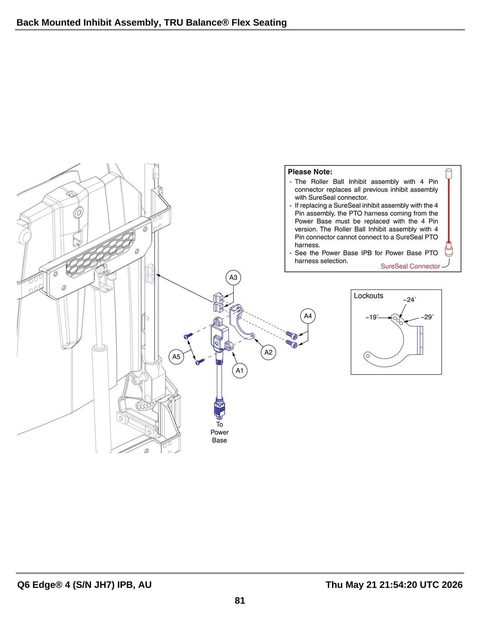 Back Mounted Inhibit Assembly, TRU Balance® Flex Seating
Please Note:
- The Roller Ball Inhibit assembly with 4 Pin
connector replaces all previous inhibit assembly
with SureSeal connector.
- If replacing a SureSeal inhibit assembly with the 4
Pin assembly, the PTO harness coming from the
Power Base must be replaced with the 4 Pin
version. The Roller Ball Inhibit assembly with 4
Pin connector cannot connect to a SureSeal PTO
harness.
- See the Power Base IPB for Power Base PTO
harness selection.
SureSeal Connector
Lockouts
~24°
~19°
~29°
A3
A4
A5
A2
A1
To
Power
Base
Q6 Edge® 4 (S/N JH7) IPB, AU
Thu May 21 21:54:20 UTC 2026
81